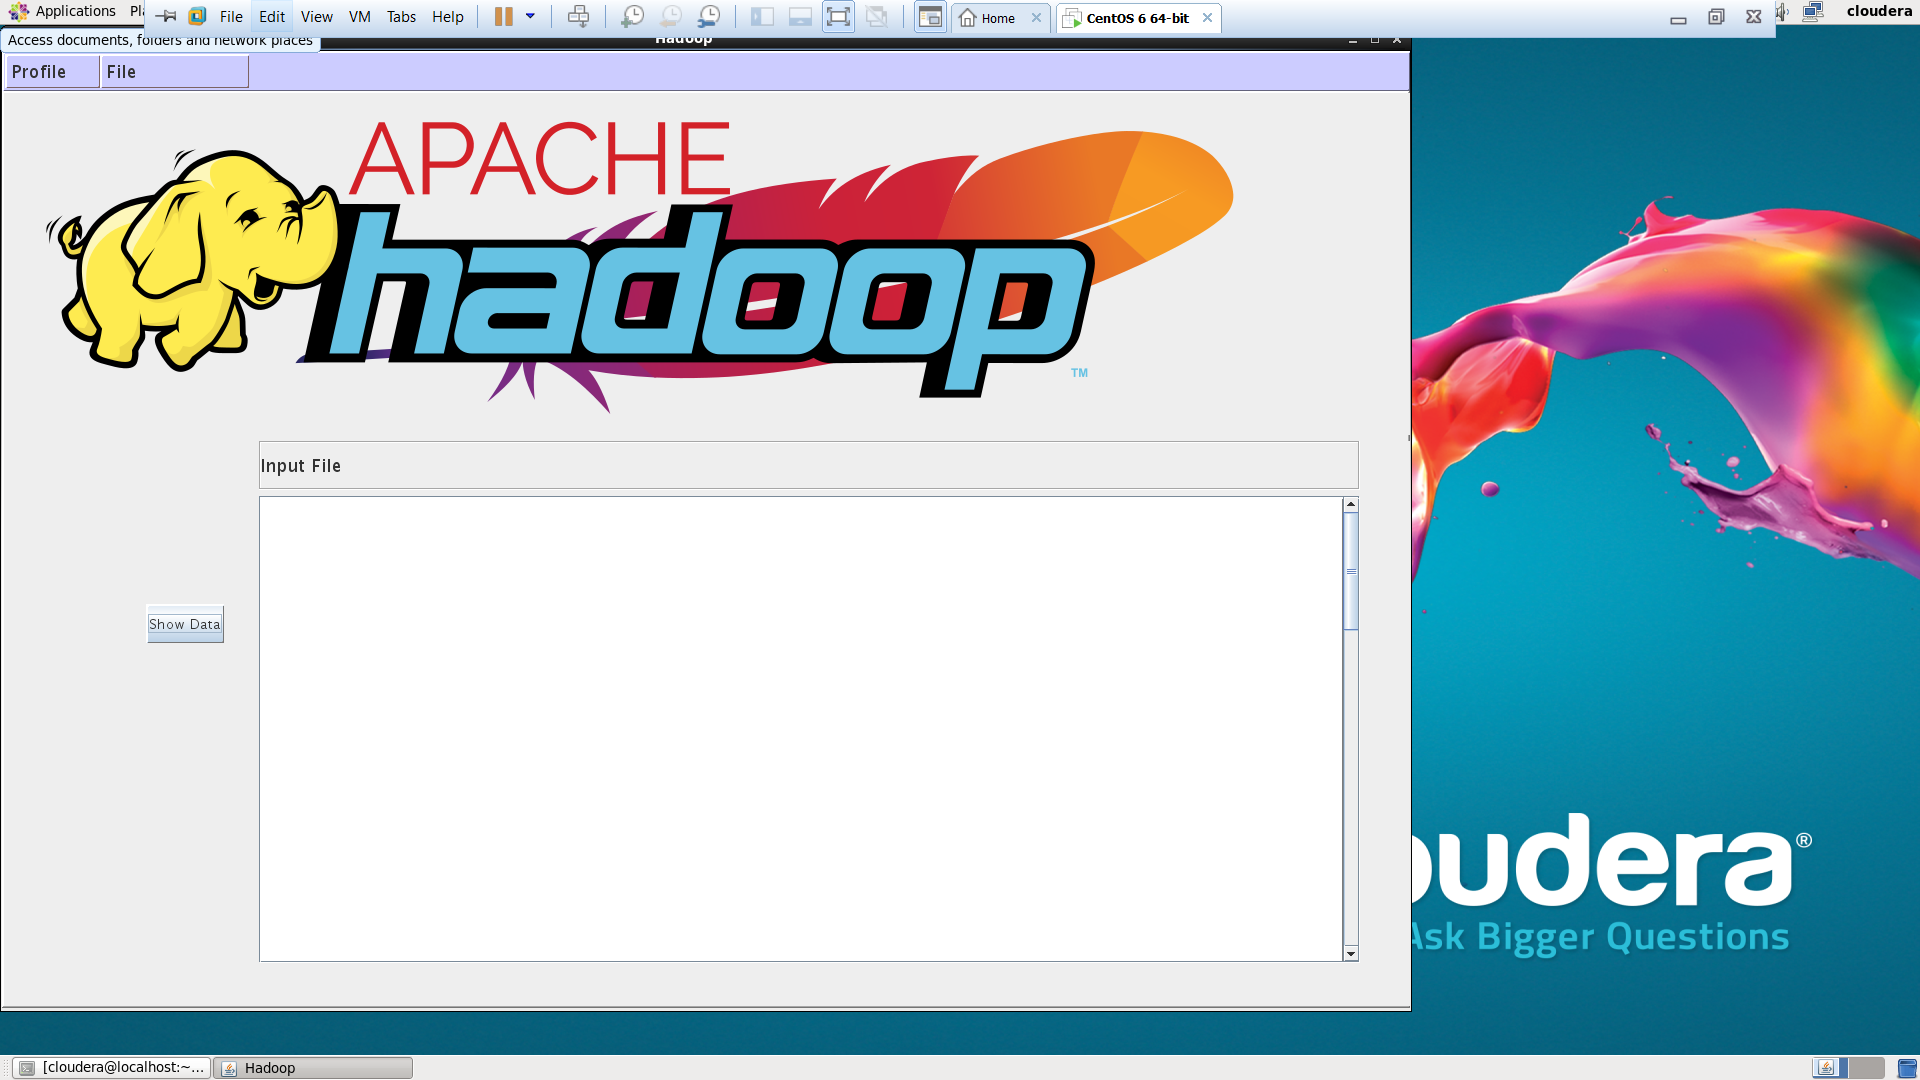 Applications Pl File Edit View VM Tabs Help Home CentOS 6 64-bit cloudera
Access documents, folders and network places Hadoop
Profile File
APACHE
hadoop
TM
Input File
Show Data
oudera®
Ask Bigger Questions
[cloudera@localhost:~... Hadoop